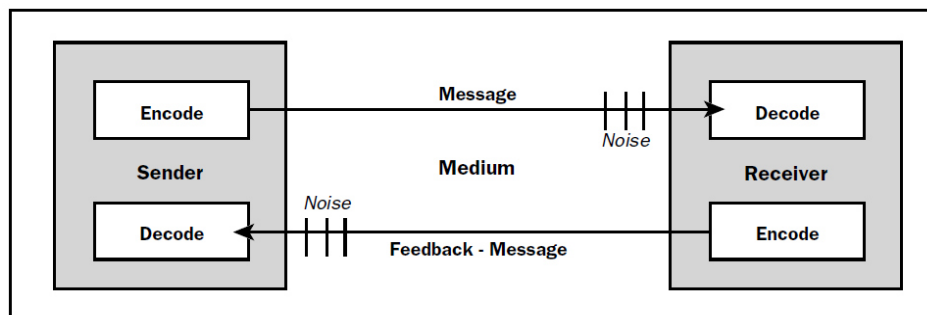 Message
Encode
Decode
Noise
Sender
Medium
Receiver
Noise
Decode
Encode
Feedback - Message